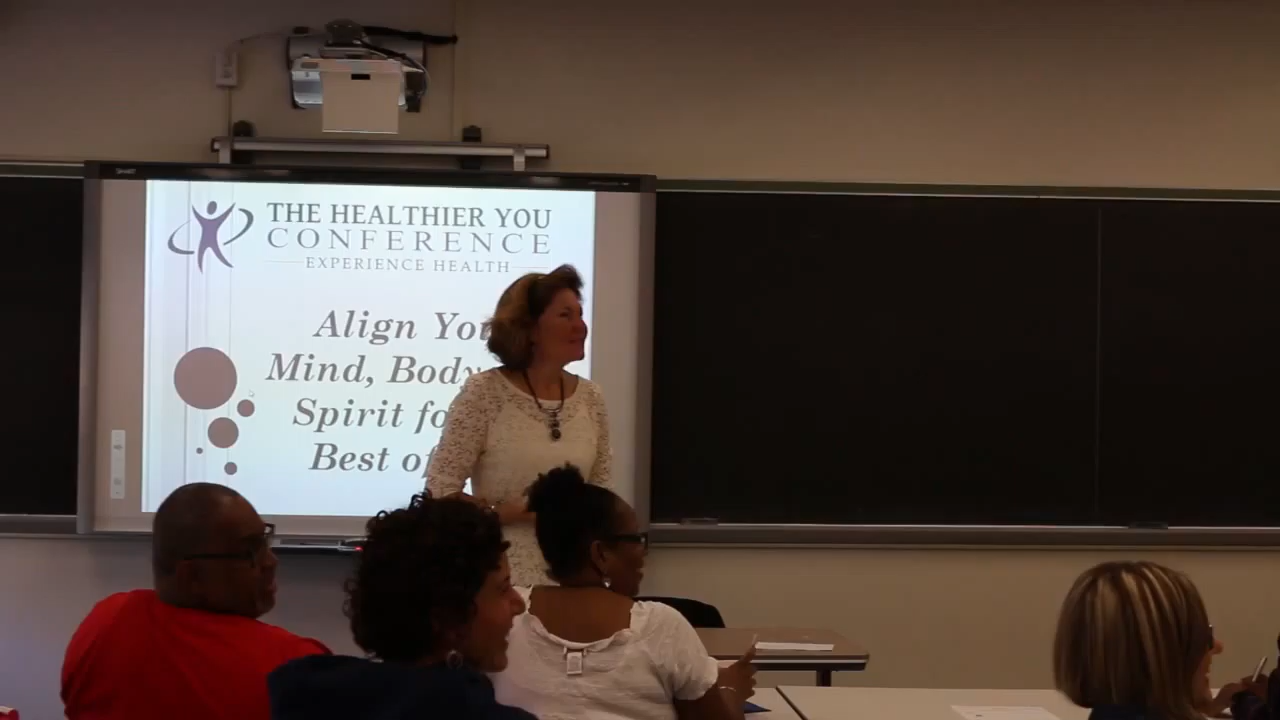 THE HEALTHIER YOU
CONFERENCE
EXPERIENCE HEALTH
Align You
Mind, Body
Spirit fo
Best of